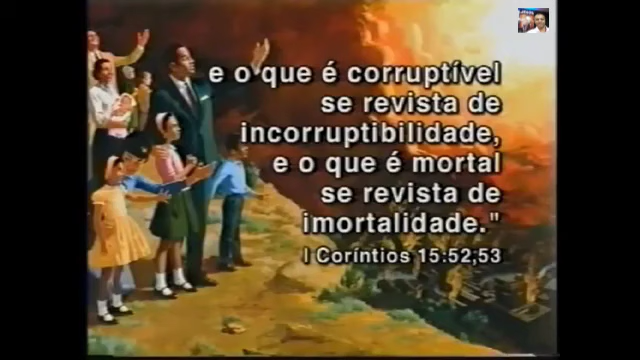 e o que é corruptível
se revista de
incorruptibilidade,
e o que é mortal
se revista de
imortalidade."
I Coríntios 15:52,53